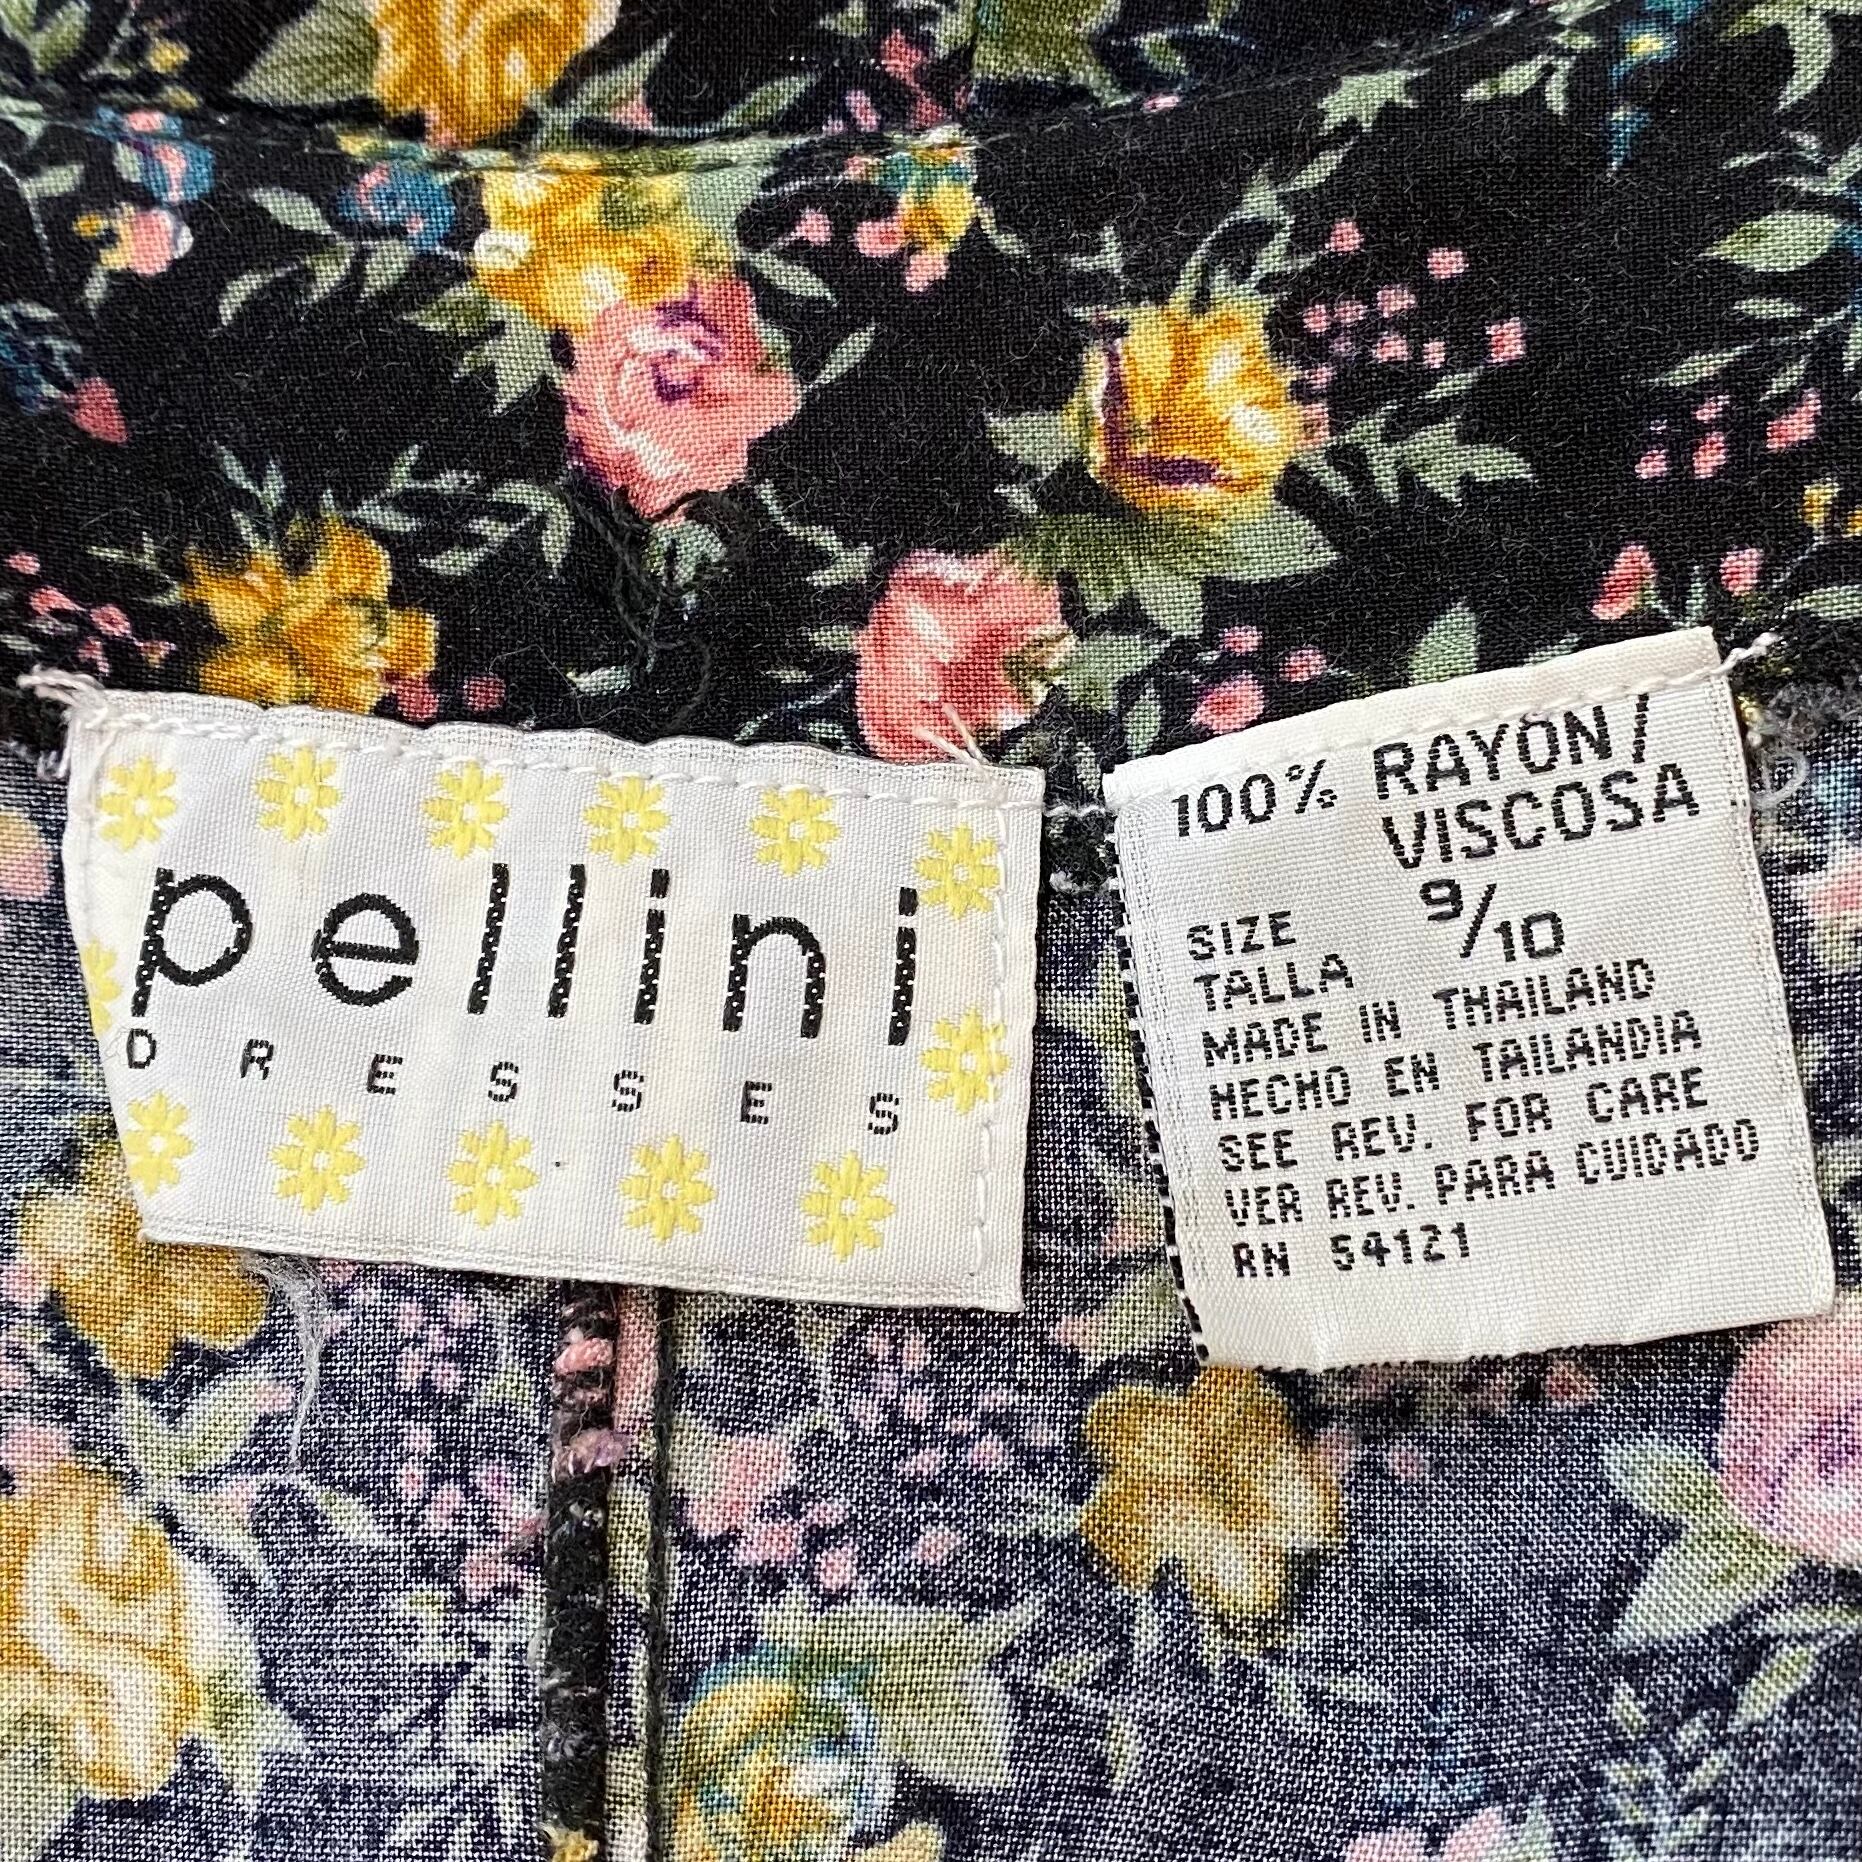 pellini
DRESSES
100% RAYON/
VISCOSA
SIZE 9/10
TALLA
MADE IN THAILAND
HECHO EN TAILANDIA
SEE REV. FOR CARE
VER REV. PARA CUIDADO
RN 54121